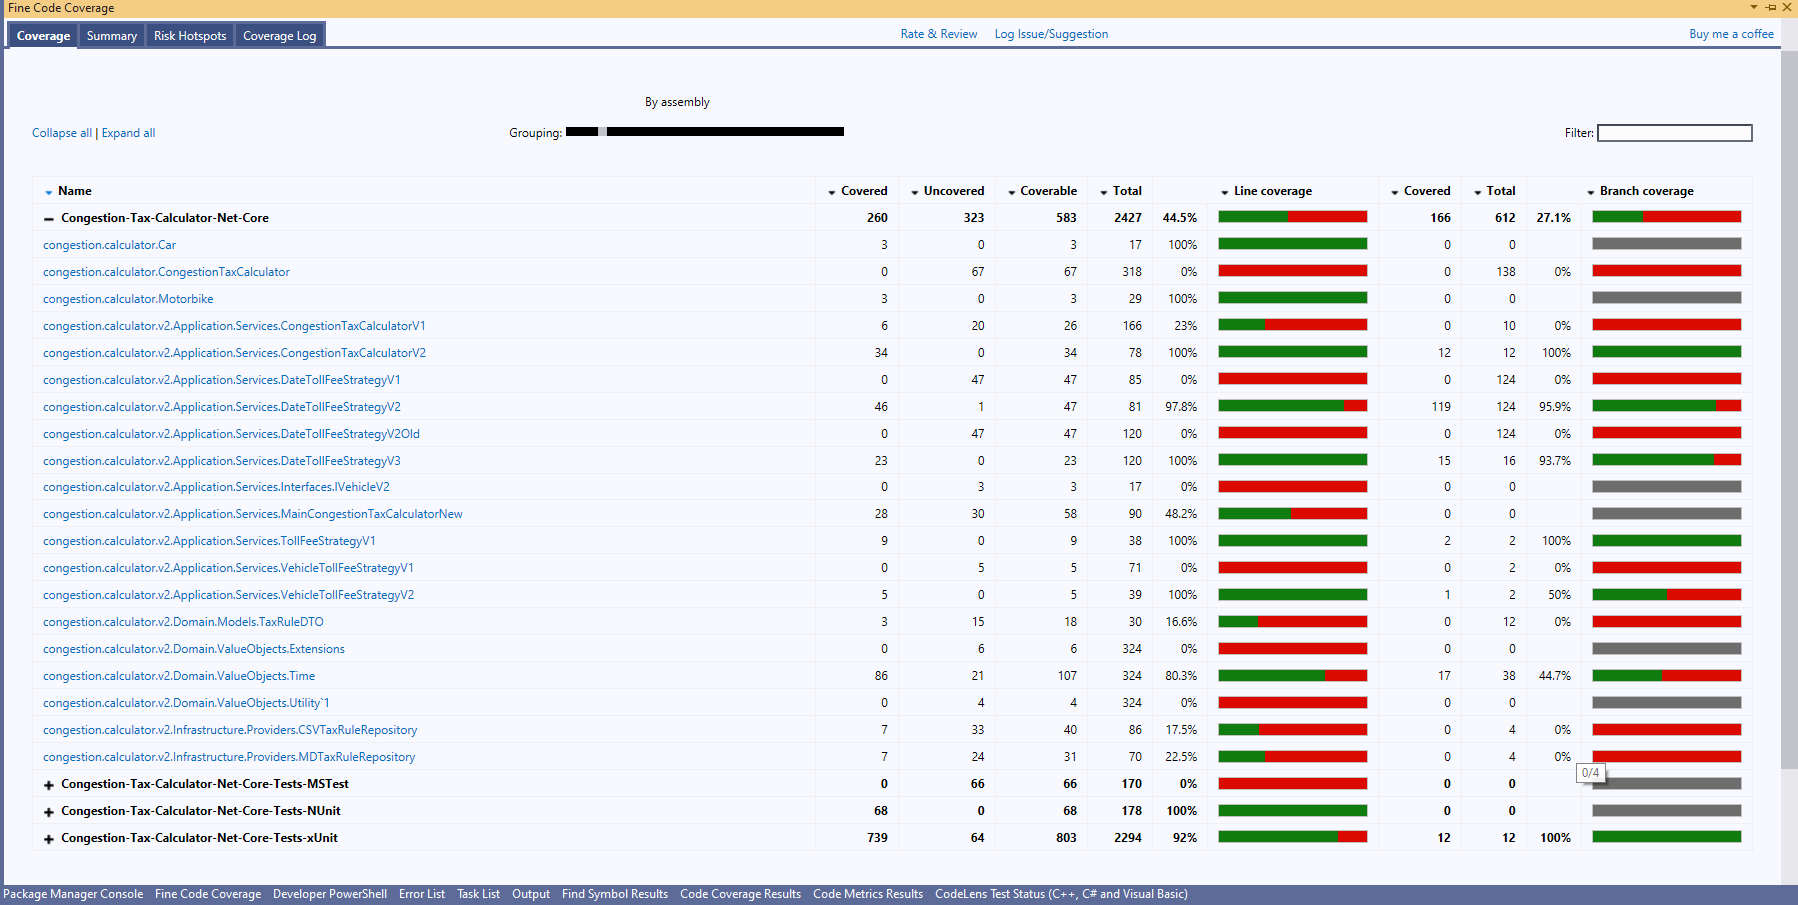 Fine Code Coverage
Coverage Summary Risk Hotspots Coverage Log Rate & Review Log Issue/Suggestion Buy me a coffee
By assembly
Collapse all | Expand all Grouping: Filter:
Name Covered Uncovered Coverable Total Line coverage Covered Total Branch coverage
Congestion-Tax-Calculator-Net-Core 260 323 583 2427 44.5% 166 612 27.1%
congestion.calculator.Car 3 0 3 17 100% 0 0
congestion.calculator.CongestionTaxCalculator 0 67 67 318 0% 0 138 0%
congestion.calculator.Motorbike 3 0 3 29 100% 0 0
congestion.calculator.v2.Application.Services.CongestionTaxCalculatorV1 6 20 26 166 23% 0 10 0%
congestion.calculator.v2.Application.Services.CongestionTaxCalculatorV2 34 0 34 78 100% 12 12 100%
congestion.calculator.v2.Application.Services.DateTollFeeStrategyV1 0 47 47 85 0% 0 124 0%
congestion.calculator.v2.Application.Services.DateTollFeeStrategyV2 46 1 47 81 97.8% 119 124 95.9%
congestion.calculator.v2.Application.Services.DateTollFeeStrategyV2Old 0 47 47 120 0% 0 124 0%
congestion.calculator.v2.Application.Services.DateTollFeeStrategyV3 23 0 23 120 100% 15 16 93.7%
congestion.calculator.v2.Application.Services.Interfaces.IVehicleV2 0 3 3 17 0% 0 0
congestion.calculator.v2.Application.Services.MainCongestionTaxCalculatorNew 28 30 58 90 48.2% 0 0
congestion.calculator.v2.Application.Services.TollFeeStrategyV1 9 0 9 38 100% 2 2 100%
congestion.calculator.v2.Application.Services.VehicleTollFeeStrategyV1 0 5 5 71 0% 0 2 0%
congestion.calculator.v2.Application.Services.VehicleTollFeeStrategyV2 5 0 5 39 100% 1 2 50%
congestion.calculator.v2.Domain.Models.TaxRuleDTO 3 15 18 30 16.6% 0 12 0%
congestion.calculator.v2.Domain.ValueObjects.Extensions 0 6 6 324 0% 0 0
congestion.calculator.v2.Domain.ValueObjects.Time 86 21 107 324 80.3% 17 38 44.7%
congestion.calculator.v2.Domain.ValueObjects.Utility`1 0 4 4 324 0% 0 0
congestion.calculator.v2.Infrastructure.Providers.CSVTaxRuleRepository 7 33 40 86 17.5% 0 4 0%
congestion.calculator.v2.Infrastructure.Providers.MDTaxRuleRepository 7 24 31 70 22.5% 0 4 0%
0/4
Congestion-Tax-Calculator-Net-Core-Tests-MSTest 0 66 66 170 0% 0 0
Congestion-Tax-Calculator-Net-Core-Tests-NUnit 68 0 68 178 100% 0 0
Congestion-Tax-Calculator-Net-Core-Tests-xUnit 739 64 803 2294 92% 12 12 100%
Package Manager Console Fine Code Coverage Developer PowerShell Error List Task List Output Find Symbol Results Code Coverage Results Code Metrics Results CodeLens Test Status (C++, C# and Visual Basic)